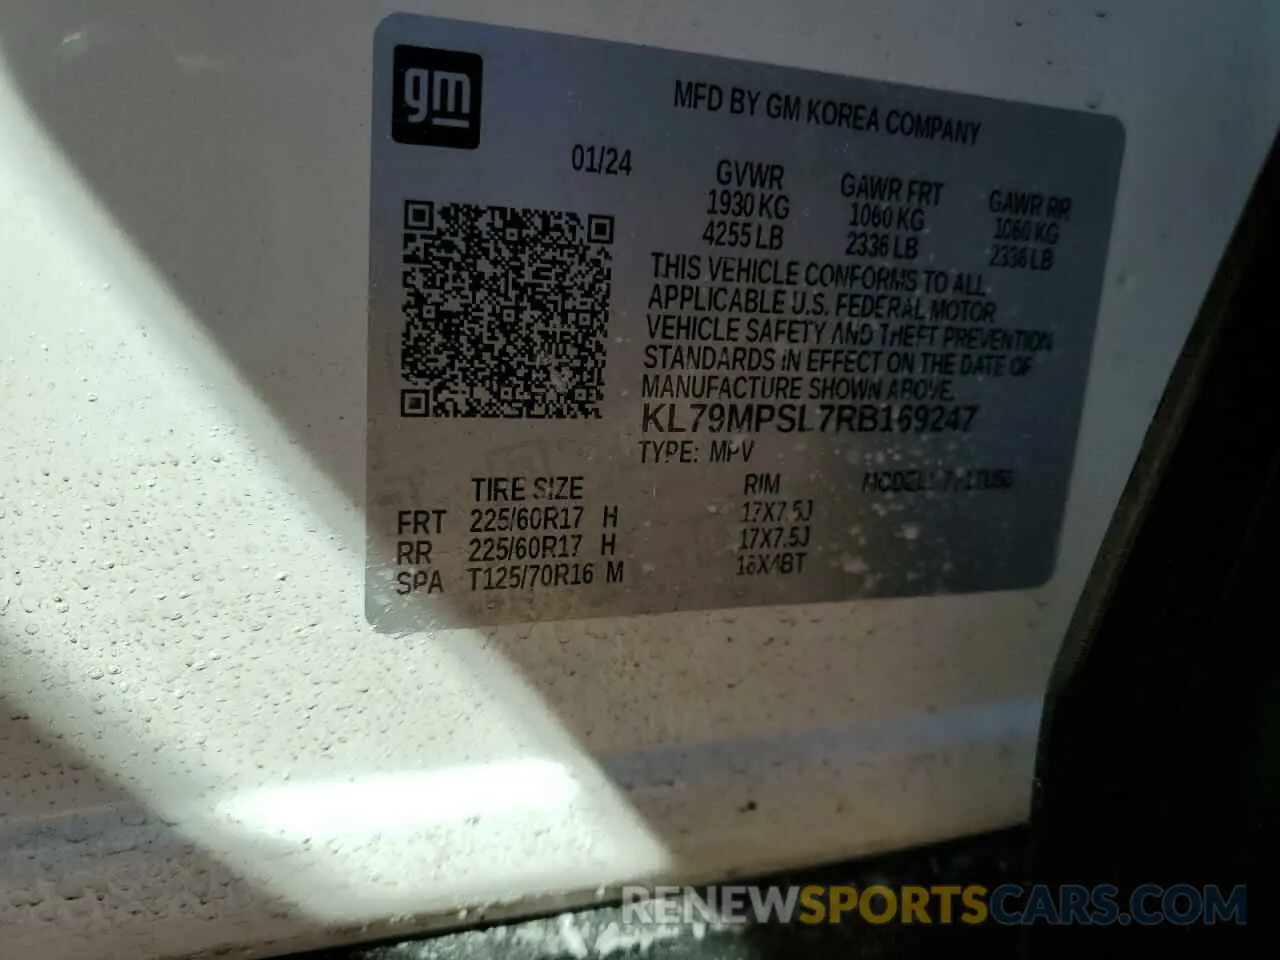 gm
MFD BY GM KOREA COMPANY
01/24
GVWR GAWR FRT GAWR RR
1930 KG 1060 KG 1060 KG
4255 LB 2336 LB 2336 LB
THIS VEHICLE CONFORMS TO ALL
APPLICABLE U.S. FEDERAL MOTOR
VEHICLE SAFETY AND THEFT PREVENTION
STANDARDS IN EFFECT ON THE DATE OF
MANUFACTURE SHOWN ABOVE.
KL79MPSL7RB169247
TYPE: MPV
TIRE SIZE RIM
FRT 225/60R17 H 17X7.5J
RR 225/60R17 H 17X7.5J
SPA T125/70R16 M 16X4BT
RENEWSPORTSCARS.COM